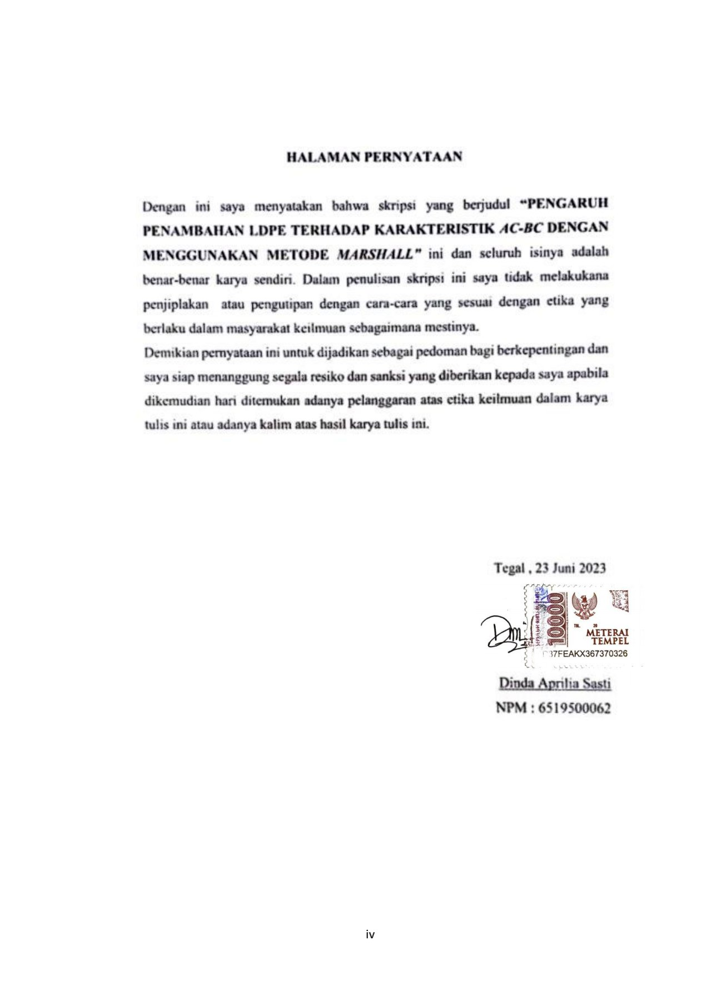 HALAMAN PERNYATAAN
Dengan ini saya menyatakan bahwa skripsi yang berjudul “PENGARUH
PENAMBAHAN LDPE TERHADAP KARAKTERISTIK AC-BC DENGAN
MENGGUNAKAN METODE MARSHALL” ini dan seluruh isinya adalah
benar-benar karya sendiri. Dalam penulisan skripsi ini saya tidak melakukana
penjiplakan atau pengutipan dengan cara-cara yang sesuai dengan etika yang
berlaku dalam masyarakat keilmuan sebagaimana mestinya.
Demikian pernyataan ini untuk dijadikan sebagai pedoman bagi berkepentingan dan
saya siap menanggung segala resiko dan sanksi yang diberikan kepada saya apabila
dikemudian hari ditemukan adanya pelanggaran atas etika keilmuan dalam karya
tulis ini atau adanya kalim atas hasil karya tulis ini.
Tegal , 23 Juni 2023
SEPULUH RIBU RUPIAH
10000
TGL. 20
METERAI
TEMPEL
37FEAKX367370326
Dinda Aprilia Sasti
NPM : 6519500062
iv